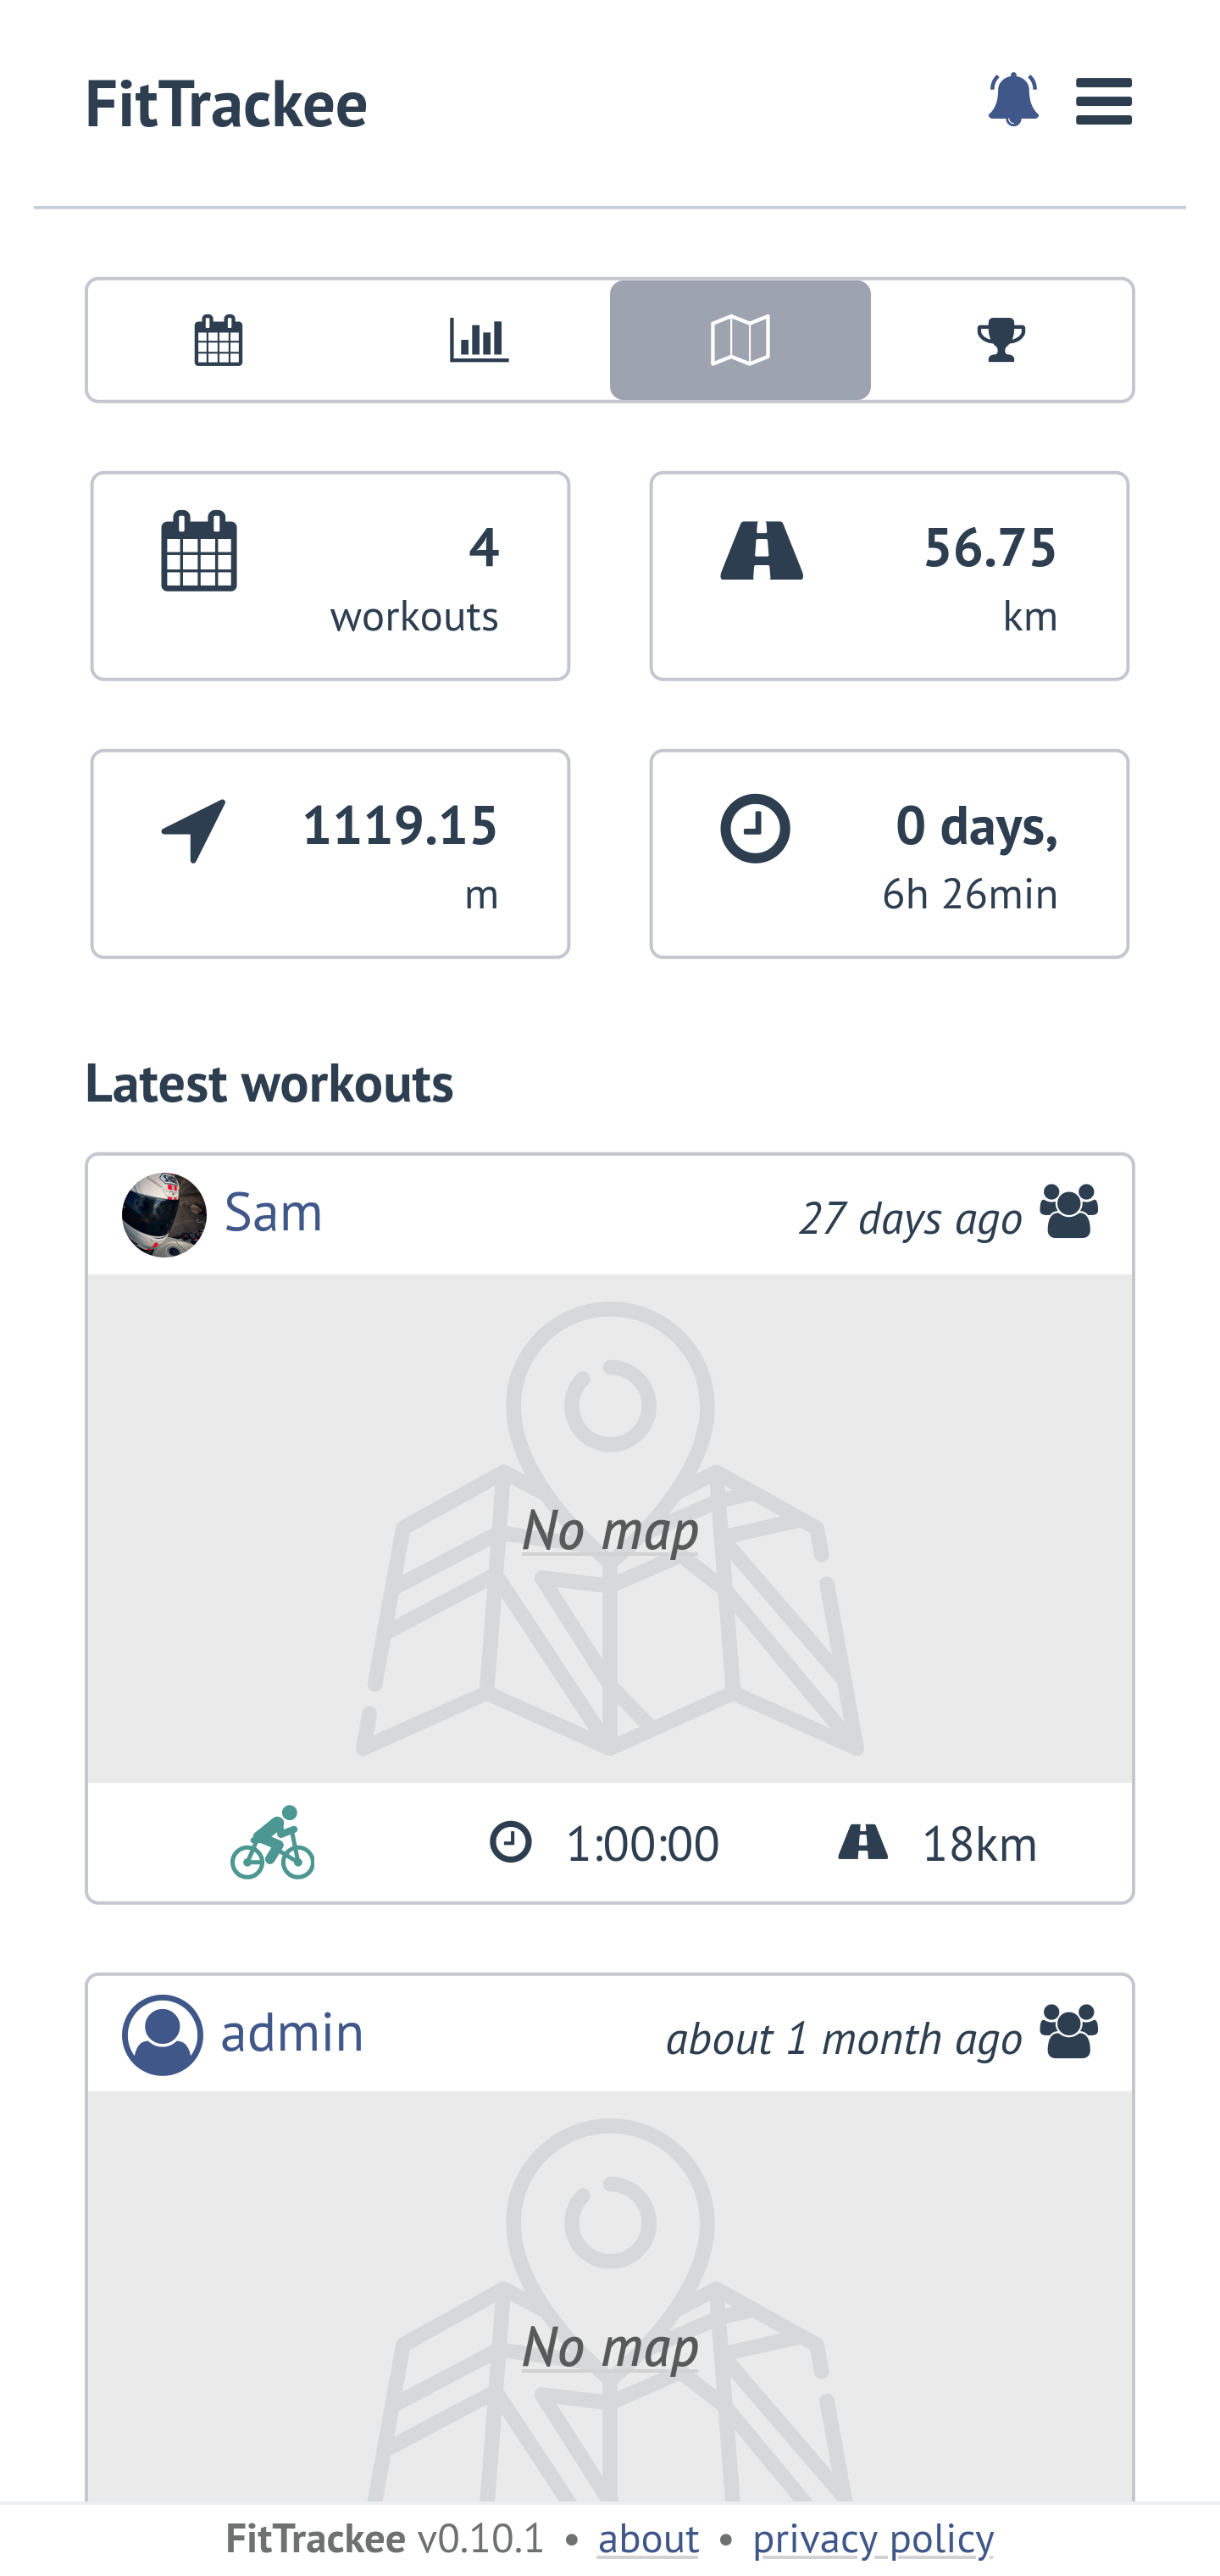 FitTrackee
4
workouts
56.75
km
1119.15
m
0 days,
6h 26min
Latest workouts
Sam
27 days ago
No map
1:00:00
18km
admin
about 1 month ago
No map
FitTrackee v0.10.1 • about • privacy policy